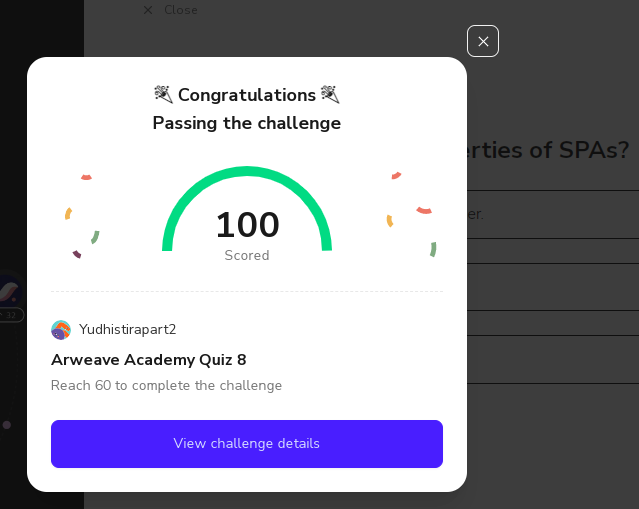 Close
Congratulations
Passing the challenge
erties of SPAs?
er.
100
Scored
32
Yudhistirapart2
Arweave Academy Quiz 8
Reach 60 to complete the challenge
View challenge details